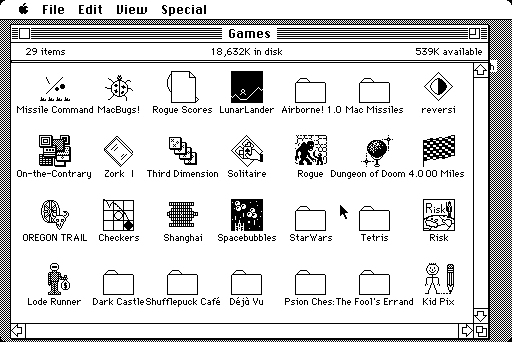 File Edit View Special
Games
29 items 18,632K in disk 539K available
Missile Command MacBugs! Rogue Scores LunarLander Airborne! 1.0 Mac Missiles reversi
On-the-Contrary Zork I Third Dimension Solitaire Rogue Dungeon of Doom 4.0 00 Miles
OREGON TRAIL Checkers Shanghai Spacebubbles StarWars Tetris Risk
Lode Runner Dark Castle Shufflepuck Café Déjà Vu Psion Ches: The Fool's Errand Kid Pix